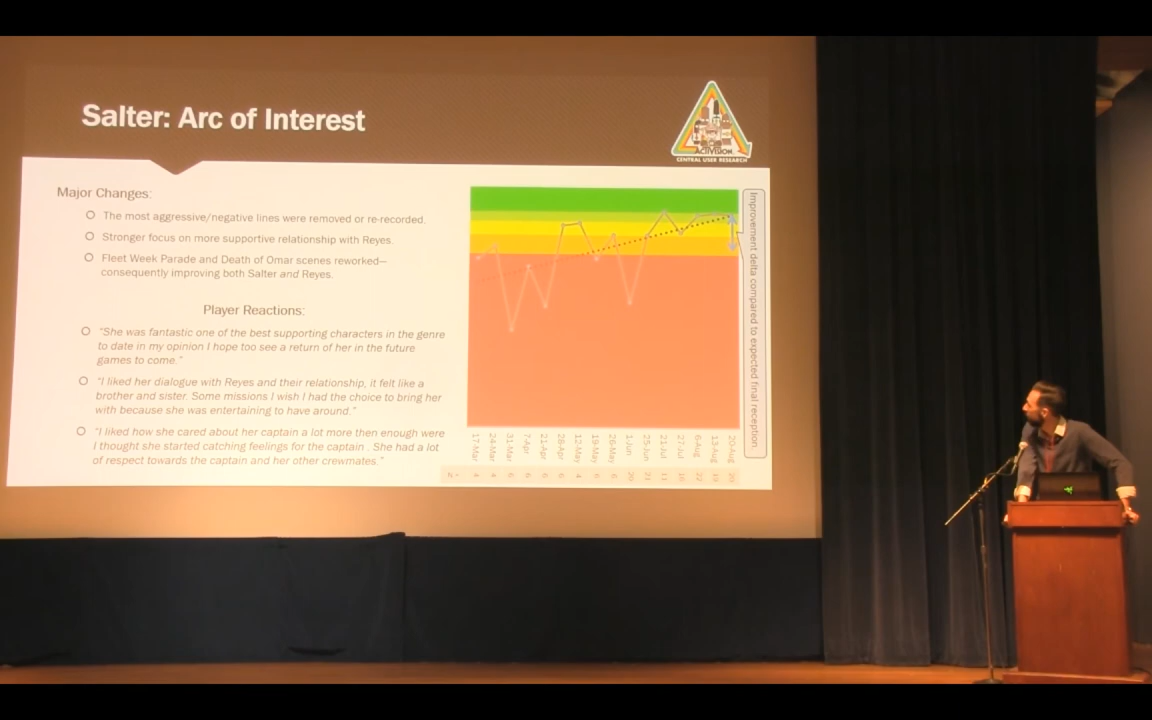 Salter: Arc of Interest
ACTIVISION
CENTRAL USER RESEARCH
Major Changes:
The most aggressive/negative lines were removed or re-recorded.
Stronger focus on more supportive relationship with Reyes.
Fleet Week Parade and Death of Omar scenes reworked—
consequently improving both Salter and Reyes.
Player Reactions:
"She was fantastic one of the best supporting characters in the genre
to date in my opinion I hope too see a return of her in the future
games to come."
"I liked her dialogue with Reyes and their relationship, it felt like a
brother and sister. Some missions I wish I had the choice to bring her
with because she was entertaining to have around."
"I liked how she cared about her captain a lot more then enough were
I thought she started catching feelings for the captain . She had a lot
of respect towards the captain and her other crewmates."
Improvement delta compared to expected final reception
17-Mar
24-Mar
31-Mar
7-Apr
21-Apr
28-Apr
12-May
19-May
26-May
1-Jun
25-Jun
21-Jul
27-Jul
6-Aug
13-Aug
20-Aug